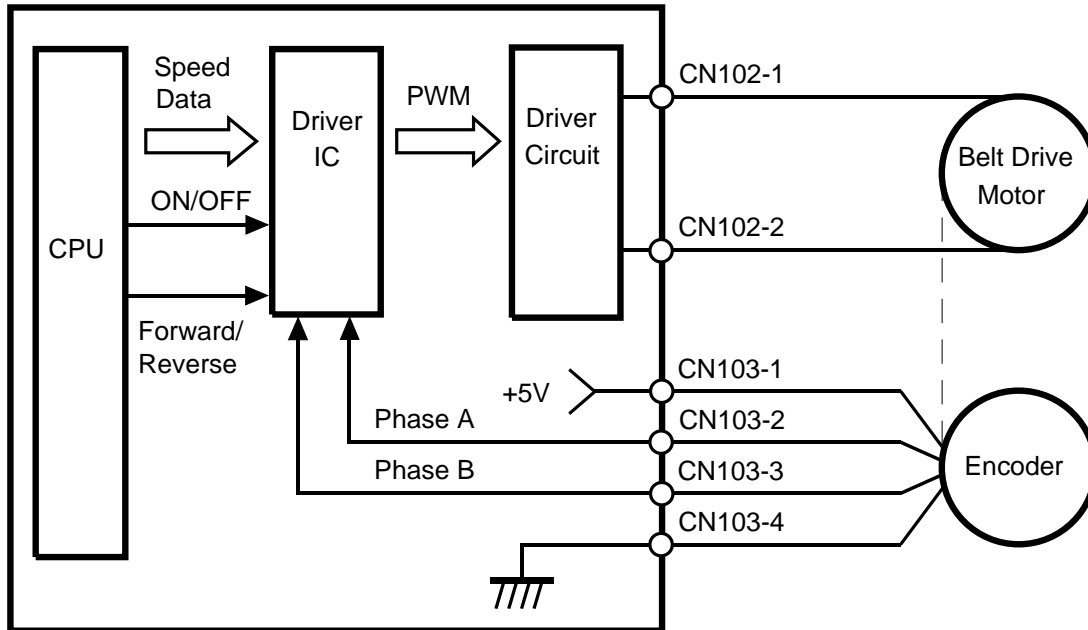 CPU
Speed
Data
ON/OFF
Forward/
Reverse
Driver
IC
PWM
Driver
Circuit
CN102-1
CN102-2
Belt Drive
Motor
+5V
Phase A
Phase B
CN103-1
CN103-2
CN103-3
CN103-4
Encoder